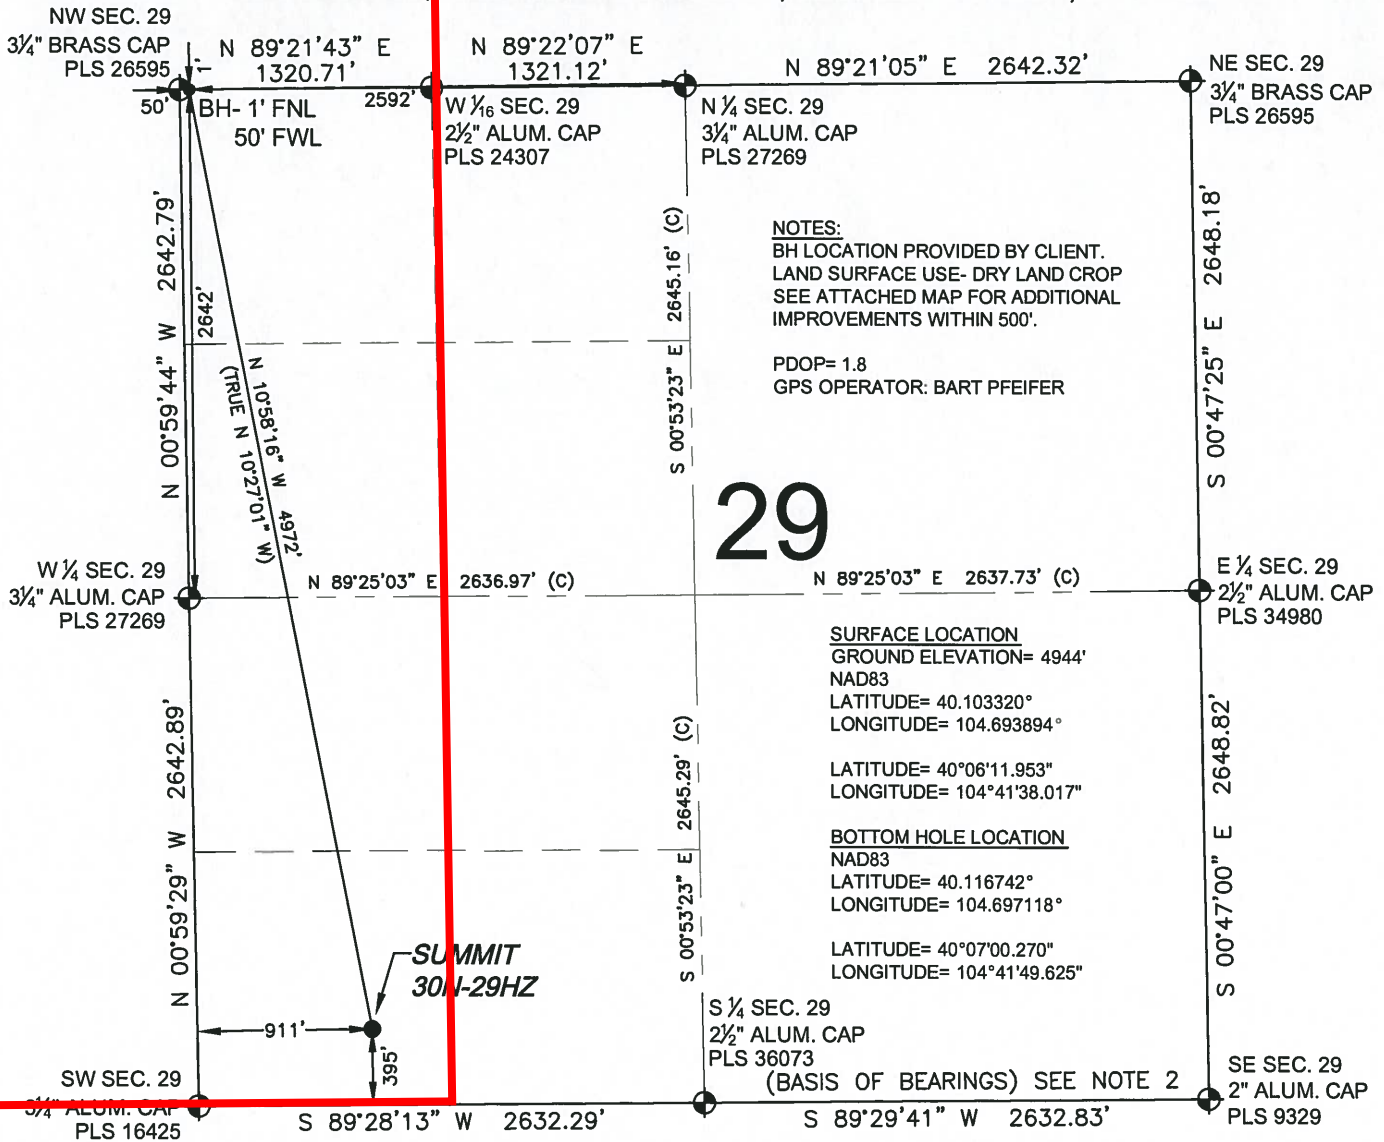 NW SEC. 29
3¼" BRASS CAP
PLS 26595
N 89°21'43" E
1320.71'
N 89°22'07" E
1321.12'
N 89°21'05" E 2642.32'
NE SEC. 29
3¼" BRASS CAP
PLS 26595
1'
50'
BH- 1' FNL
50' FWL
2592'
W 1⁄16 SEC. 29
2½" ALUM. CAP
PLS 24307
N ¼ SEC. 29
3¼" ALUM. CAP
PLS 27269
N 00°59'44" W 2642.79'
2642'
N 10°58'16" W 4972'
(TRUE N 10°27'01" W)
S 00°53'23" E 2645.16' (C)
NOTES:
BH LOCATION PROVIDED BY CLIENT.
LAND SURFACE USE- DRY LAND CROP
SEE ATTACHED MAP FOR ADDITIONAL
IMPROVEMENTS WITHIN 500'.
PDOP= 1.8
GPS OPERATOR: BART PFEIFER
S 00°47'25" E 2648.18'
29
W ¼ SEC. 29
3¼" ALUM. CAP
PLS 27269
N 89°25'03" E 2636.97' (C)
N 89°25'03" E 2637.73' (C)
E ¼ SEC. 29
2½" ALUM. CAP
PLS 34980
SURFACE LOCATION
GROUND ELEVATION= 4944'
NAD83
LATITUDE= 40.103320°
LONGITUDE= 104.693894°
LATITUDE= 40°06'11.953"
LONGITUDE= 104°41'38.017"
BOTTOM HOLE LOCATION
NAD83
LATITUDE= 40.116742°
LONGITUDE= 104.697118°
LATITUDE= 40°07'00.270"
LONGITUDE= 104°41'49.625"
N 00°59'29" W 2642.89'
S 00°53'23" E 2645.29' (C)
S 00°47'00" E 2648.82'
SUMMIT
30N-29HZ
911'
395'
S ¼ SEC. 29
2½" ALUM. CAP
PLS 36073
SW SEC. 29
3¼" ALUM. CAP
PLS 16425
(BASIS OF BEARINGS) SEE NOTE 2
S 89°28'13" W 2632.29'
S 89°29'41" W 2632.83'
SE SEC. 29
2" ALUM. CAP
PLS 9329